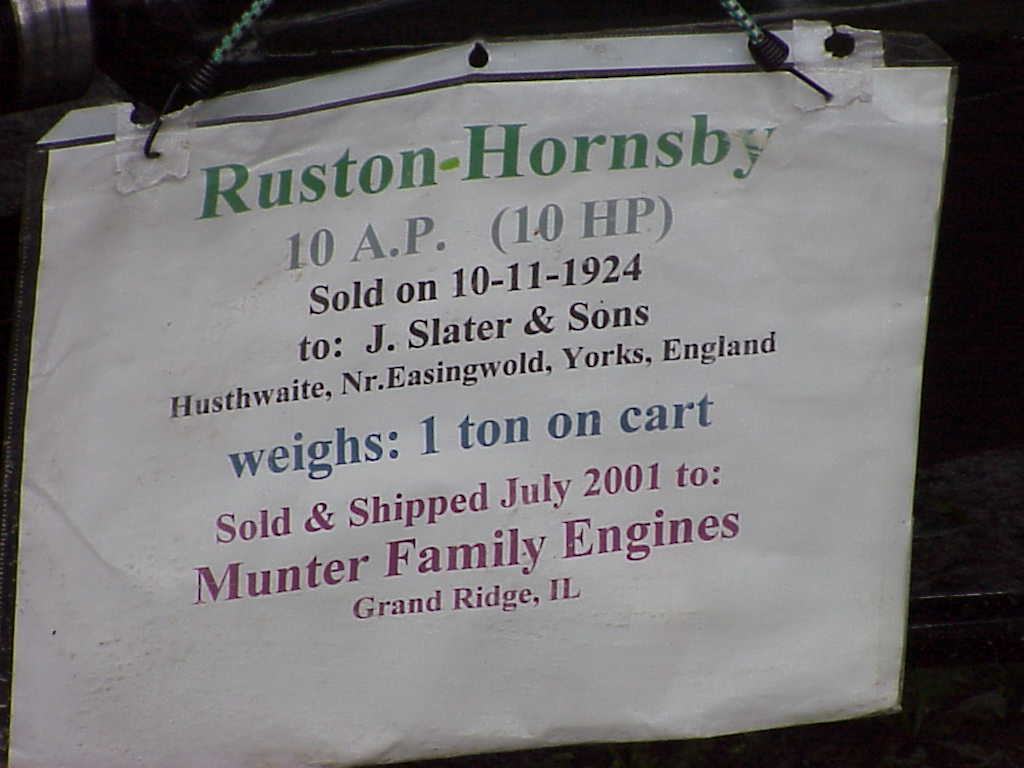 Ruston-Hornsby
10 A.P. (10 HP)
Sold on 10-11-1924
to: J. Slater & Sons
Husthwaite, Nr.Easingwold, Yorks, England
weighs: 1 ton on cart
Sold & Shipped July 2001 to:
Munter Family Engines
Grand Ridge, IL